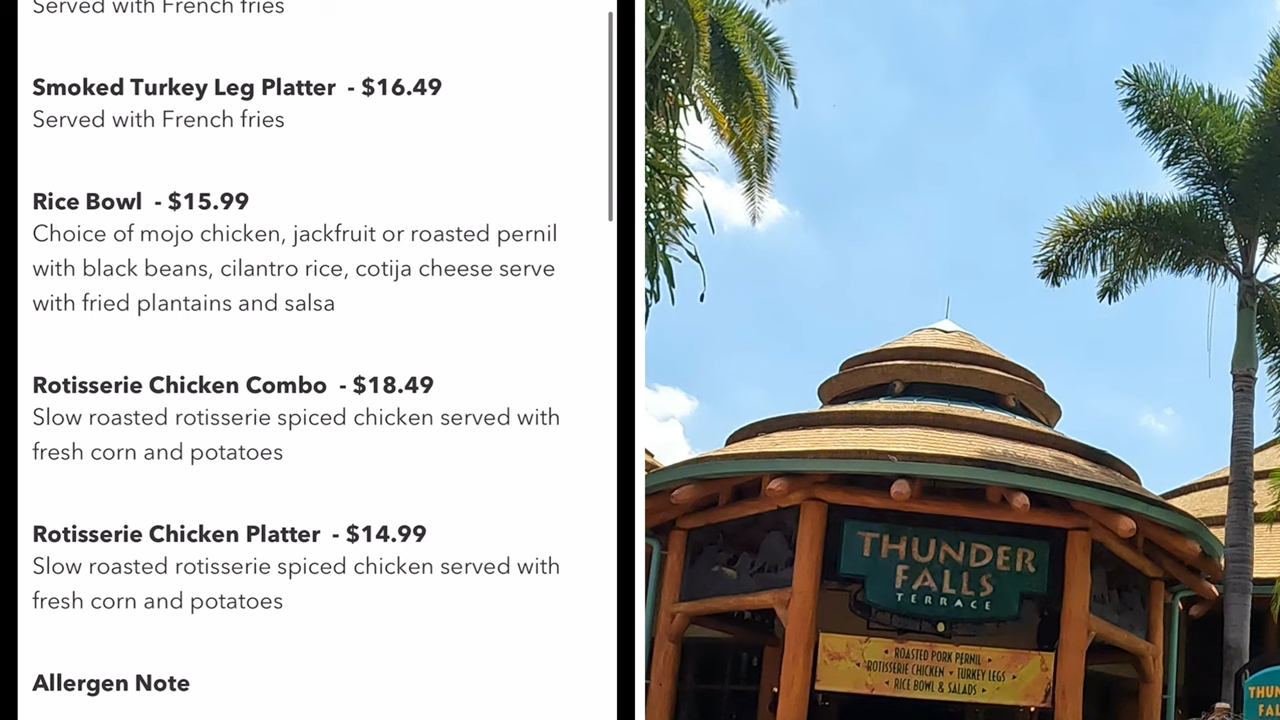 Served with French fries
Smoked Turkey Leg Platter - $16.49
Served with French fries
Rice Bowl - $15.99
Choice of mojo chicken, jackfruit or roasted pernil
with black beans, cilantro rice, cotija cheese serve
with fried plantains and salsa
Rotisserie Chicken Combo - $18.49
Slow roasted rotisserie spiced chicken served with
fresh corn and potatoes
Rotisserie Chicken Platter - $14.99
Slow roasted rotisserie spiced chicken served with
fresh corn and potatoes
Allergen Note
THUNDER
FALLS
TERRACE
ROASTED PORK PERNIL
ROTISSERIE CHICKEN • TURKEY LEGS
RICE BOWL & SALADS
THUN
FAL